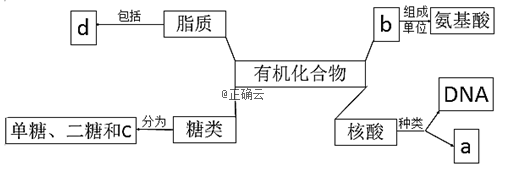 d
包括
脂质
b
组成
单位
氨基酸
有机化合物
@正确云
单糖、二糖和C
分为
糖类
核酸
种类
DNA
a